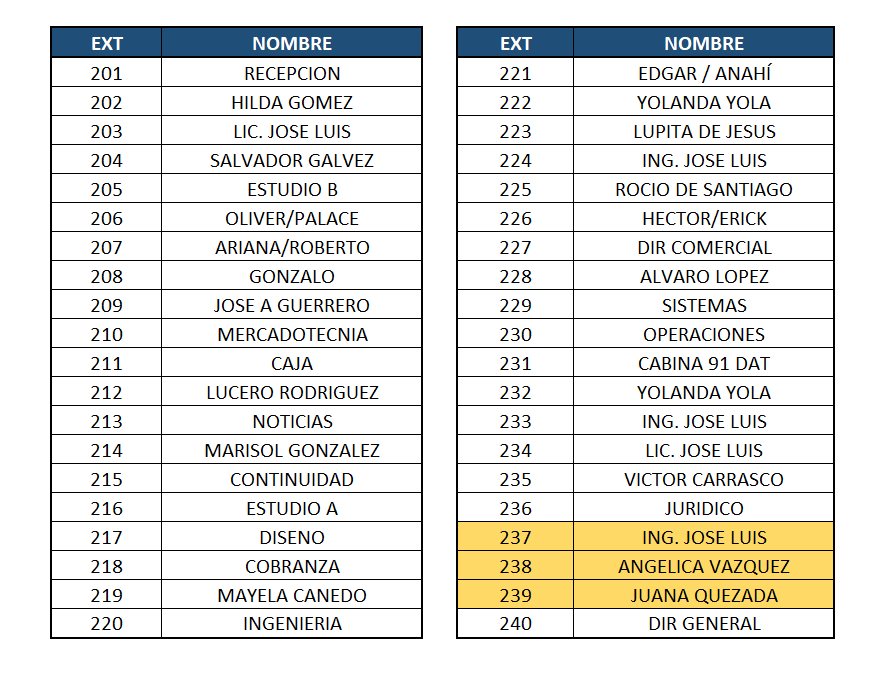 EXT NOMBRE
201 RECEPCION
202 HILDA GOMEZ
203 LIC. JOSE LUIS
204 SALVADOR GALVEZ
205 ESTUDIO B
206 OLIVER/PALACE
207 ARIANA/ROBERTO
208 GONZALO
209 JOSE A GUERRERO
210 MERCADOTECNIA
211 CAJA
212 LUCERO RODRIGUEZ
213 NOTICIAS
214 MARISOL GONZALEZ
215 CONTINUIDAD
216 ESTUDIO A
217 DISENO
218 COBRANZA
219 MAYELA CANEDO
220 INGENIERIA
EXT NOMBRE
221 EDGAR / ANAHÍ
222 YOLANDA YOLA
223 LUPITA DE JESUS
224 ING. JOSE LUIS
225 ROCIO DE SANTIAGO
226 HECTOR/ERICK
227 DIR COMERCIAL
228 ALVARO LOPEZ
229 SISTEMAS
230 OPERACIONES
231 CABINA 91 DAT
232 YOLANDA YOLA
233 ING. JOSE LUIS
234 LIC. JOSE LUIS
235 VICTOR CARRASCO
236 JURIDICO
237 ING. JOSE LUIS
238 ANGELICA VAZQUEZ
239 JUANA QUEZADA
240 DIR GENERAL